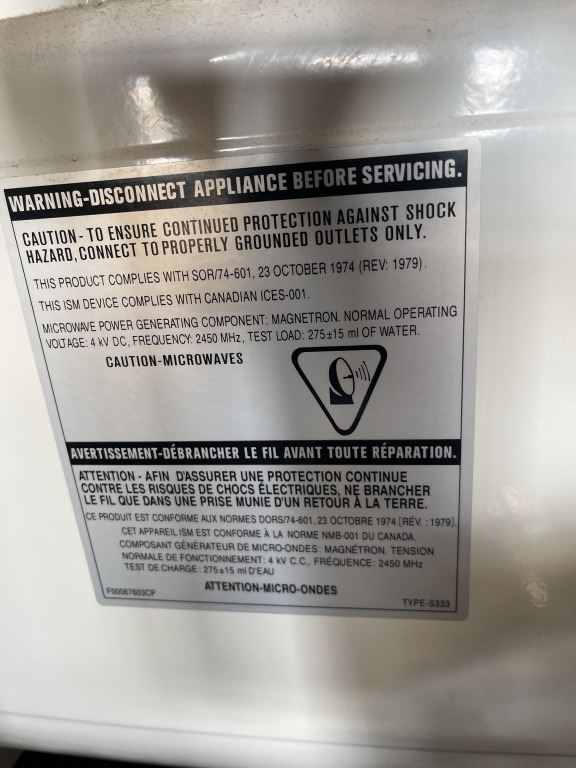 WARNING-DISCONNECT APPLIANCE BEFORE SERVICING.
CAUTION - TO ENSURE CONTINUED PROTECTION AGAINST SHOCK
HAZARD, CONNECT TO PROPERLY GROUNDED OUTLETS ONLY.
THIS PRODUCT COMPLIES WITH SOR/74-601, 23 OCTOBER 1974 (REV: 1979).
THIS ISM DEVICE COMPLIES WITH CANADIAN ICES-001.
MICROWAVE POWER GENERATING COMPONENT: MAGNETRON. NORMAL OPERATING
VOLTAGE: 4 kV DC, FREQUENCY: 2450 MHz, TEST LOAD: 275±15 ml OF WATER.
CAUTION-MICROWAVES
AVERTISSEMENT-DÉBRANCHER LE FIL AVANT TOUTE RÉPARATION.
ATTENTION - AFIN D'ASSURER UNE PROTECTION CONTINUE
CONTRE LES RISQUES DE CHOCS ÉLECTRIQUES, NE BRANCHER
LE FIL QUE DANS UNE PRISE MUNIE D'UN RETOUR À LA TERRE.
CE PRODUIT EST CONFORME AUX NORMES DORS/74-601, 23 OCTOBRE 1974 [RÉV. : 1979].
CET APPAREIL ISM EST CONFORME À LA NORME NMB-001 DU CANADA.
COMPOSANT GÉNÉRATEUR DE MICRO-ONDES: MAGNÉTRON. TENSION
NORMALE DE FONCTIONNEMENT: 4 kV C.C., FRÉQUENCE: 2450 MHz
TEST DE CHARGE: 275±15 ml D'EAU
ATTENTION-MICRO-ONDES
F00067603CP
TYPE-S333